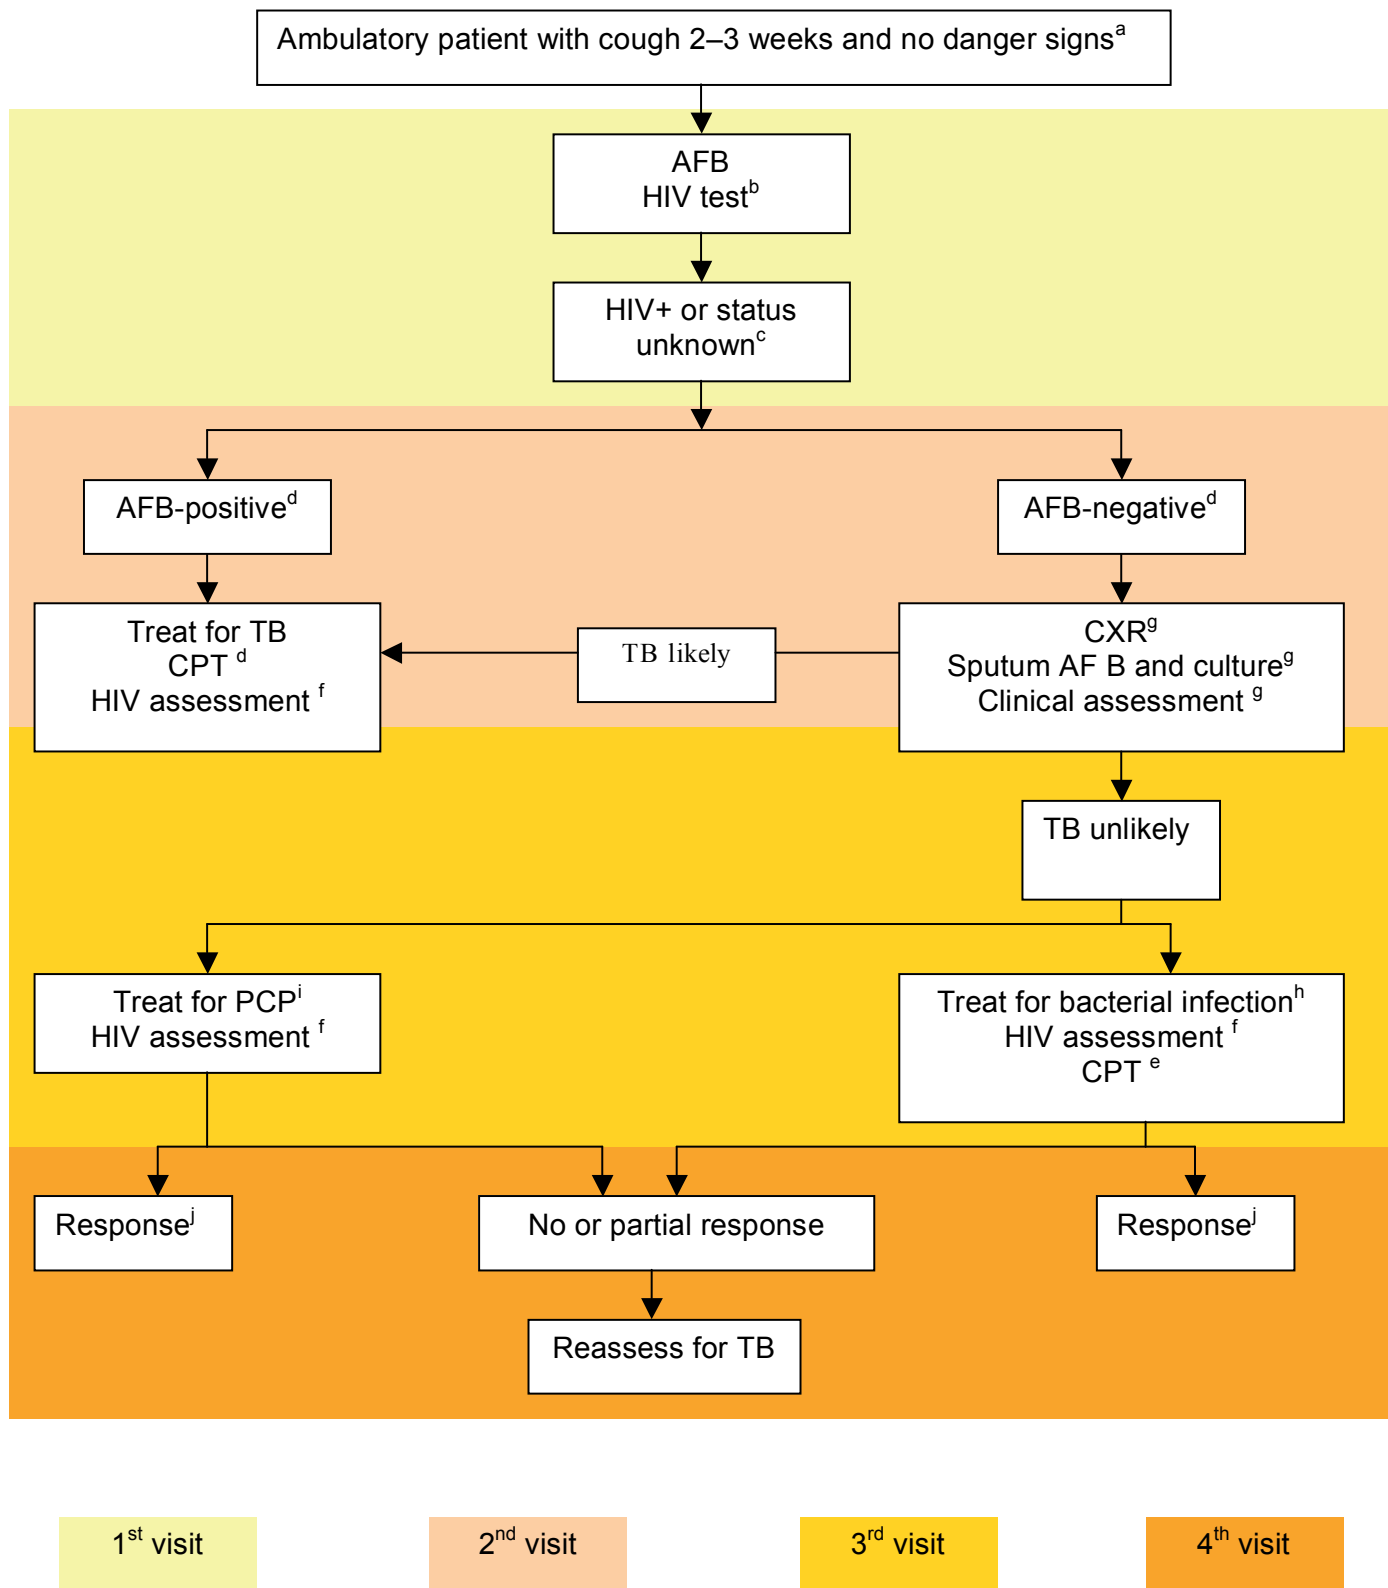 Ambulatory patient with cough 2–3 weeks and no danger signsᵃ
AFB
HIV testᵇ
HIV+ or status
unknownᶜ
AFB-positiveᵈ
AFB-negativeᵈ
Treat for TB
CPT ᵈ
HIV assessment ᶠ
TB likely
CXRᵍ
Sputum AF B and cultureᵍ
Clinical assessment ᵍ
TB unlikely
Treat for PCPⁱ
HIV assessment ᶠ
Treat for bacterial infectionʰ
HIV assessment ᶠ
CPT ᵉ
Responseʲ
No or partial response
Responseʲ
Reassess for TB
1ˢᵗ visit
2ⁿᵈ visit
3ʳᵈ visit
4ᵗʰ visit